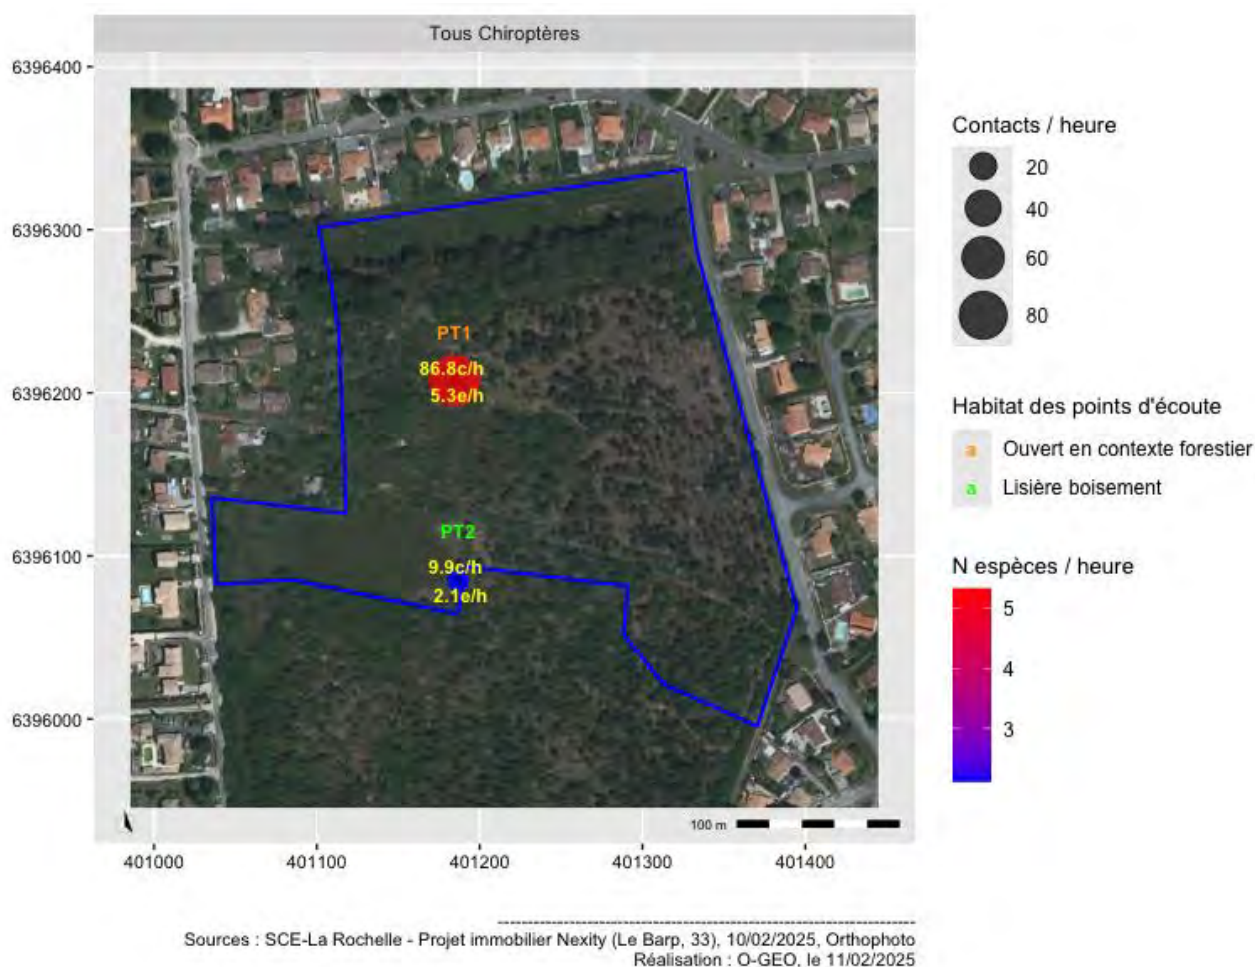 Tous Chiroptères
6396400
6396300
6396200
6396100
6396000
PT1
86.8c/h
5.3e/h
PT2
9.9c/h
2.1e/h
100 m
401000
401100
401200
401300
401400
Contacts / heure
20
40
60
80
Habitat des points d'écoute
a Ouvert en contexte forestier
a Lisière boisement
N espèces / heure
5
4
3
Sources : SCE-La Rochelle - Projet immobilier Nexity (Le Barp, 33), 10/02/2025, Orthophoto
Réalisation : O-GEO, le 11/02/2025